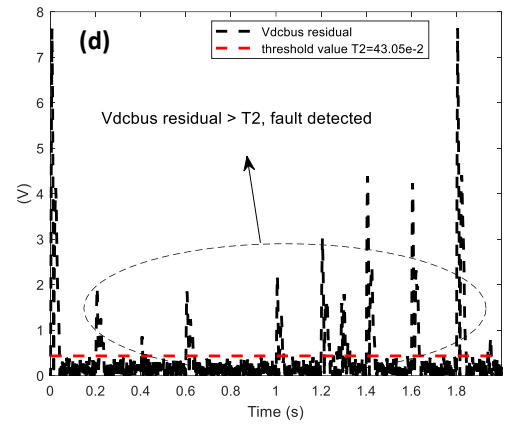 (d)
Vdcbus residual
threshold value T2=43.05e-2
Vdcbus residual > T2, fault detected
(V)
8
7
6
5
4
3
2
1
0
0 0.2 0.4 0.6 0.8 1 1.2 1.4 1.6 1.8
Time (s)